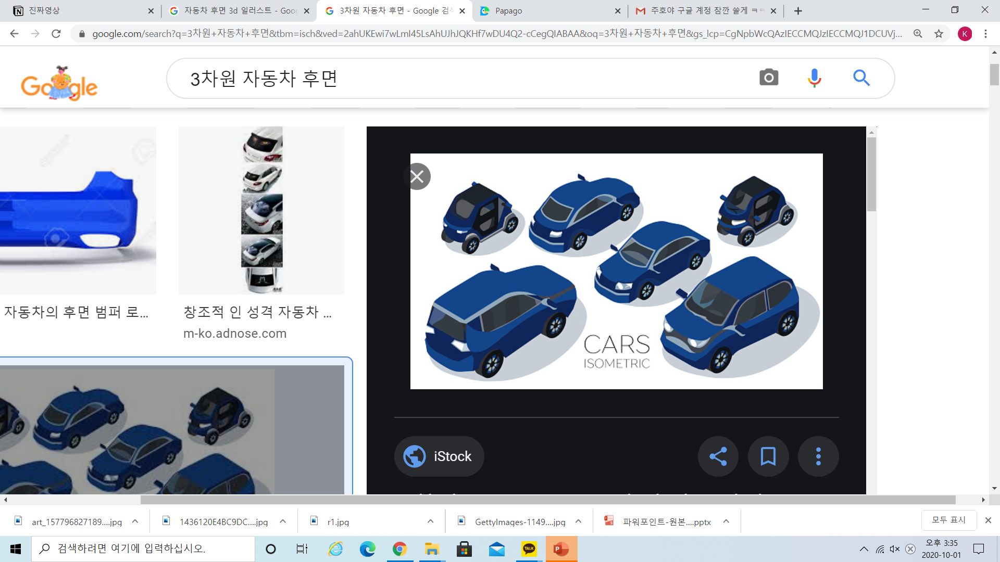 진짜영상
자동차 후면 3d 일러스트 - Goo
3차원 자동차 후면 - Google 검
Papago
주호야 구글 계정 잠깐 쓸게 ㅋㅋ
google.com/search?q=3차원+자동차+후면&tbm=isch&ved=2ahUKEwi7wLmI45LsAhUJhJQKHf7wDU4Q2-cCegQIABAA&oq=3차원+자동차+후면&gs_lcp=CgNpbWcQAzIECCMQJzIECCMQJ1DCUVj...
K
Google
3차원 자동차 후면
자동차의 후면 범퍼 로...
창조적 인 성격 자동차 ...
m-ko.adnose.com
CARS
ISOMETRIC
iStock
art_157796827189....jpg
1436120E4BC9DC....jpg
r1.jpg
GettyImages-1149....jpg
파워포인트-원본....pptx
모두 표시
검색하려면 여기에 입력하십시오.
TALK
오후 3:35
2020-10-01